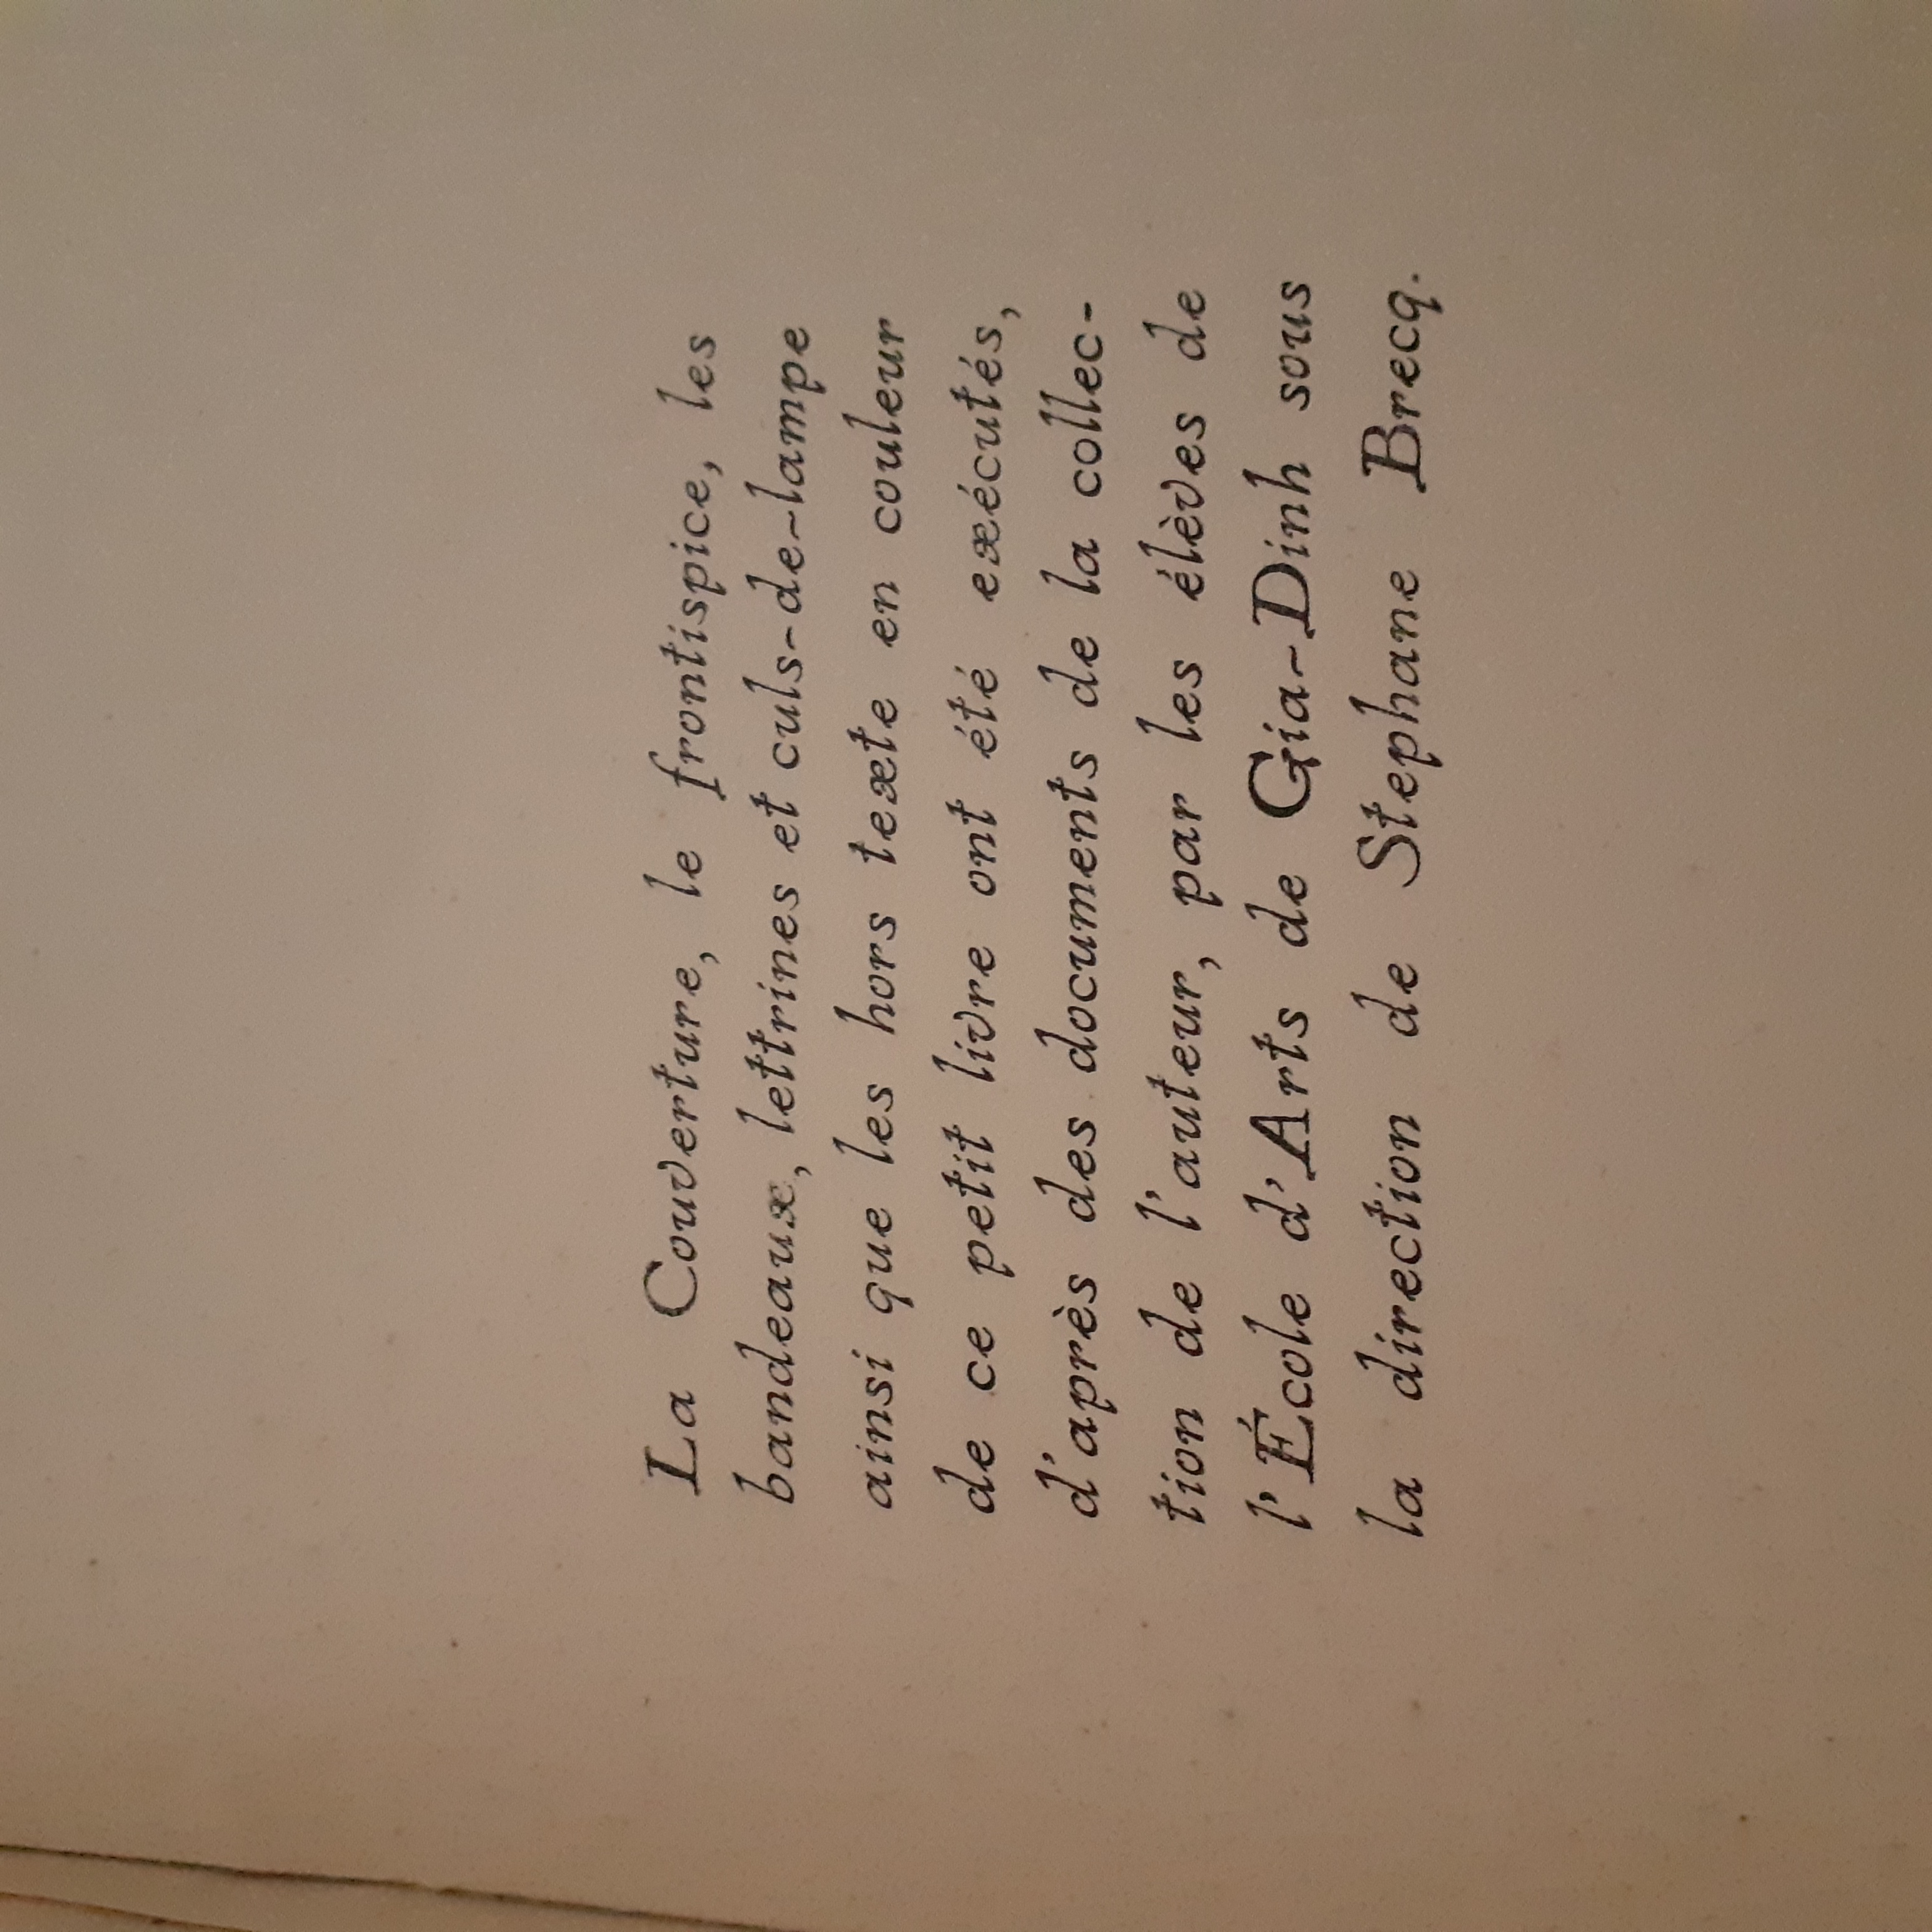 La Couverture, le frontispice, les
bandeaux, lettrines et culs-de-lampe
ainsi que les hors texte en couleur
de ce petit livre ont été exécutés,
d'après des documents de la collec-
tion de l'auteur, par les élèves de
l'École d'Arts de Gia-Dinh sous
la direction de Stephane Brecq.